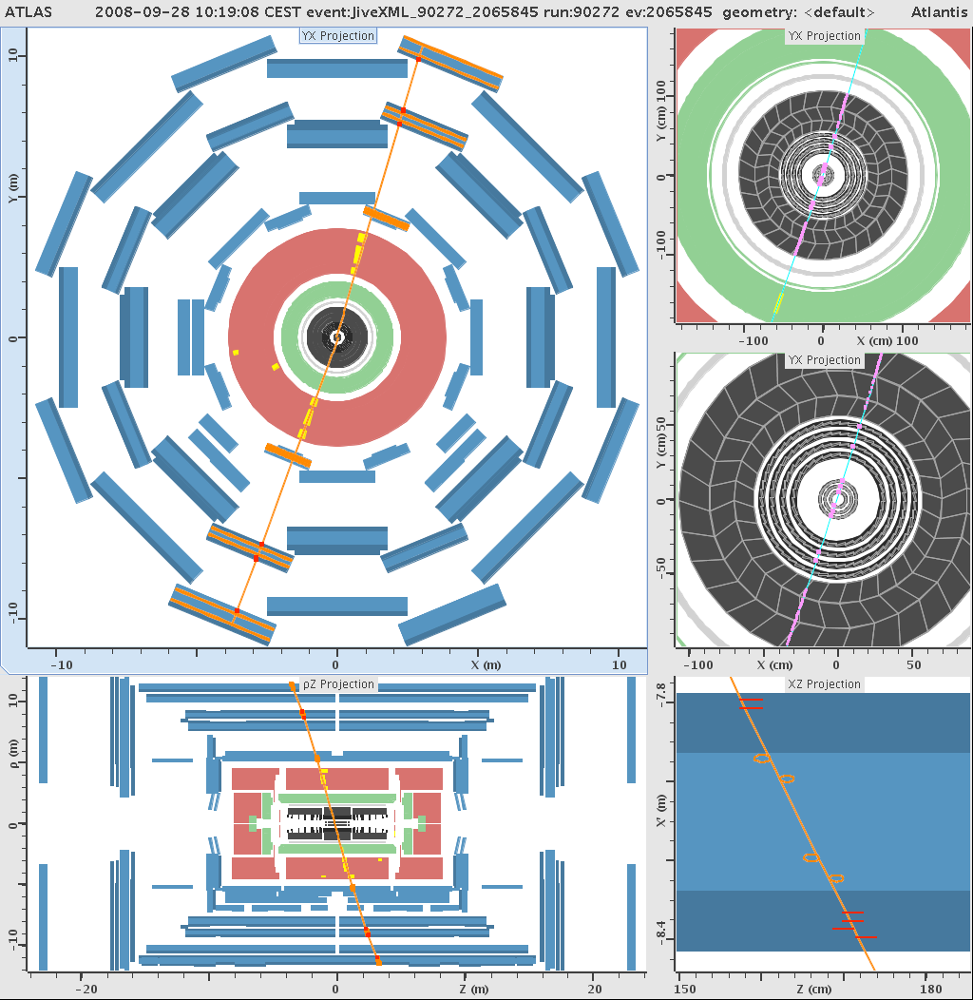 ATLAS 2008-09-28 10:19:08 CEST event:JiveXML_90272_2065845 run:90272 ev:2065845 geometry: <default> Atlantis
YX Projection
10
0
-10
Y (m)
-10 0 X (m) 10
YX Projection
100
0
-100
Y (cm)
-100 0 X (cm) 100
YX Projection
50
0
-50
Y (cm)
-100 X (cm) 0 50
ρZ Projection
10
0
-10
ρ (m)
-20 0 Z (m) 20
XZ Projection
-7.8
-8.4
X' (m)
150 Z (cm) 180